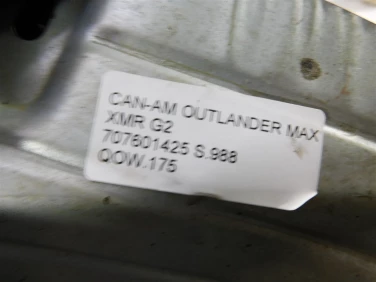 CAN-AM OUTLANDER MAX
XMR G2
707601425 S.988
QOW.175